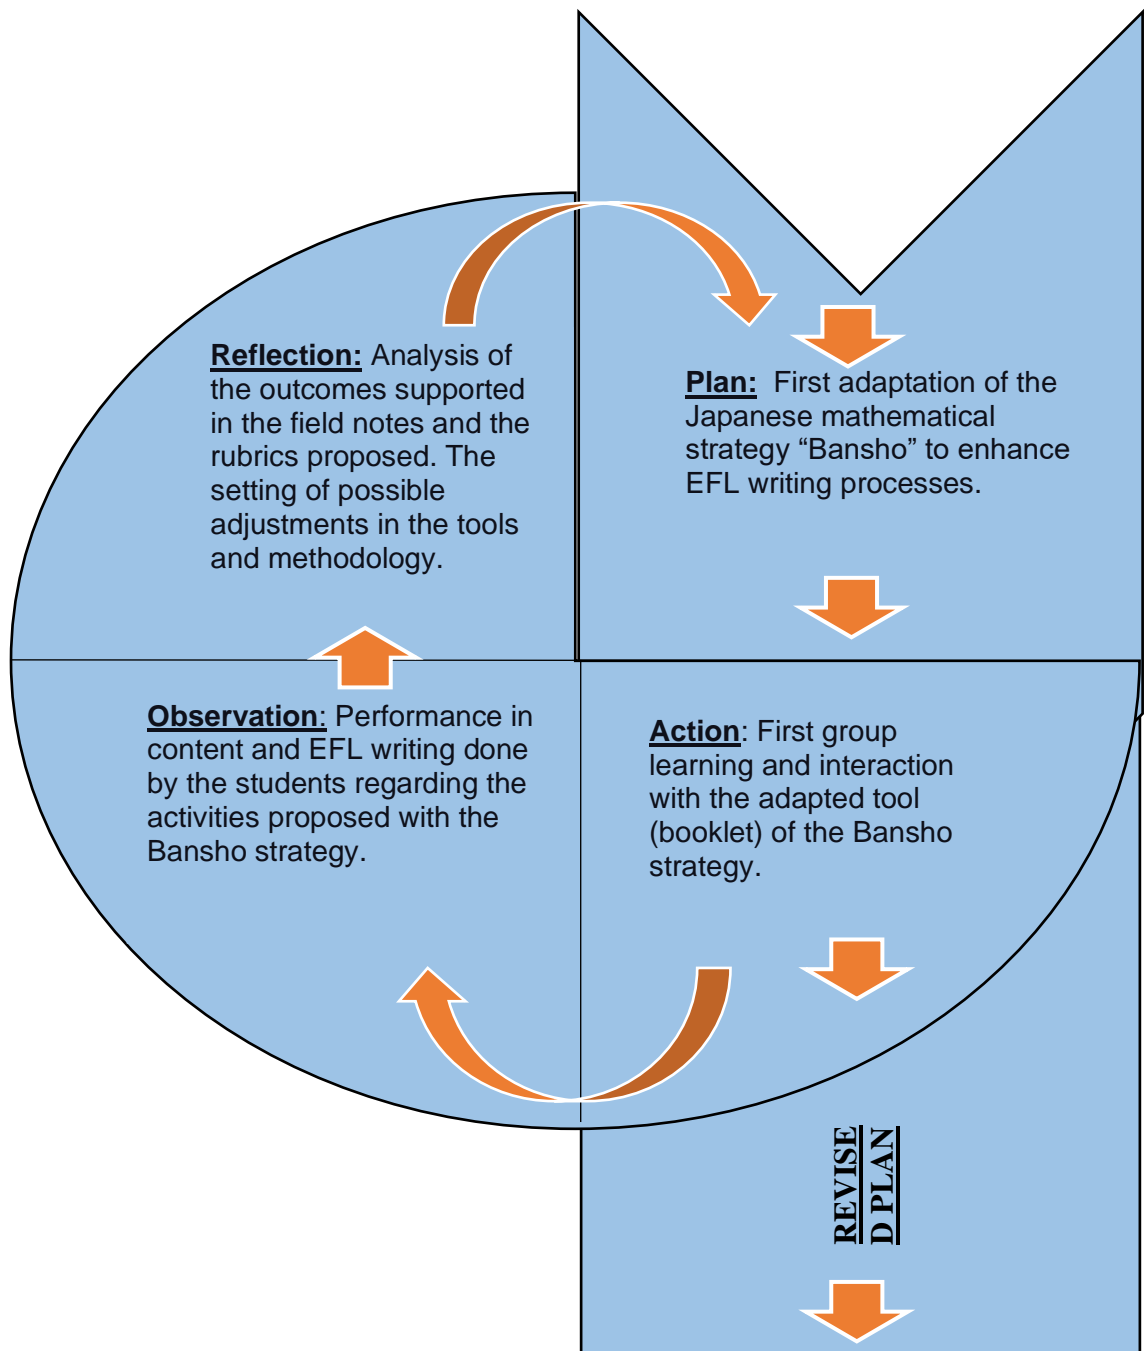 Reflection: Analysis of
the outcomes supported
in the field notes and the
rubrics proposed. The
setting of possible
adjustments in the tools
and methodology.
Plan:  First adaptation of the
Japanese mathematical
strategy “Bansho” to enhance
EFL writing processes.
Observation: Performance in
content and EFL writing done
by the students regarding the
activities proposed with the
Bansho strategy.
Action: First group
learning and interaction
with the adapted tool
(booklet) of the Bansho
strategy.
REVISE
D PLAN